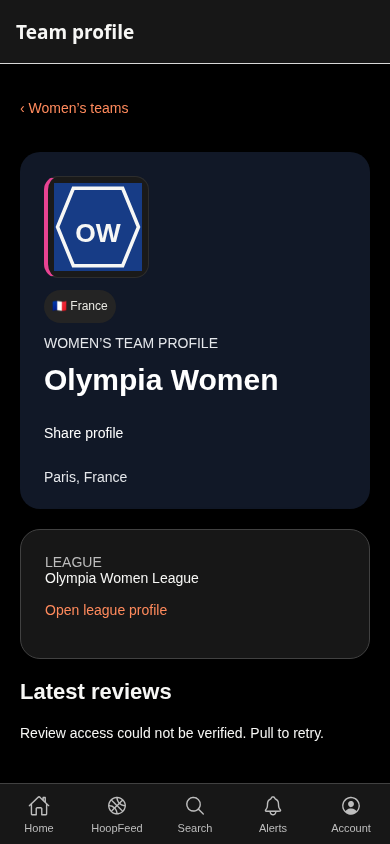 Team profile
‹ Women’s teams
OW
🇫🇷 France
WOMEN’S TEAM PROFILE
Olympia Women
Share profile
Paris, France
LEAGUE
Olympia Women League
Open league profile
Latest reviews
Review access could not be verified. Pull to retry.
Home HoopFeed Search Alerts Account